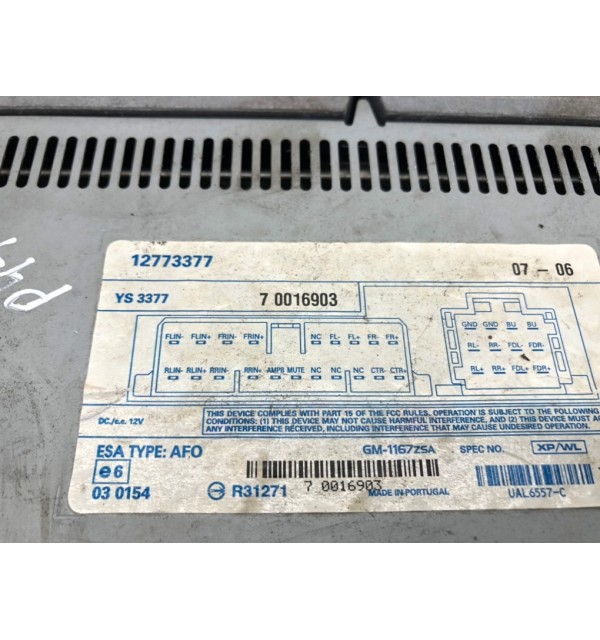 12773377
07 - 06
YS 3377
7 0016903
FLIN- FLIN+ FRIN- FRIN+ NC FL- FL+ FR- FR+
RLIN- RLIN+ RRIN- RRIN+ AMPB MUTE NC NC NC CTR- CTR+
GND GND BU BU
RL- RR- FDL- FDR-
RL+ RR+ FDL+ FDR+
DC/c.c. 12V
THIS DEVICE COMPLIES WITH PART 15 OF THE FCC RULES, OPERATION IS SUBJECT TO THE FOLLOWING
CONDITIONS: (1) THIS DEVICE MAY NOT CAUSE HARMFUL INTERFERENCE, AND (2) THIS DEVICE MUST ACC
INTERFERENCE RECEIVED, INCLUDING INTERFERENCE THAT MAY CAUSE UNDESIRED OPERATION.
ESA TYPE: AFO
GM-1167ZSA
SPEC NO.
XP/WL
e6
03 0154
R31271
7 0016903
MADE IN PORTUGAL
UAL6557-C